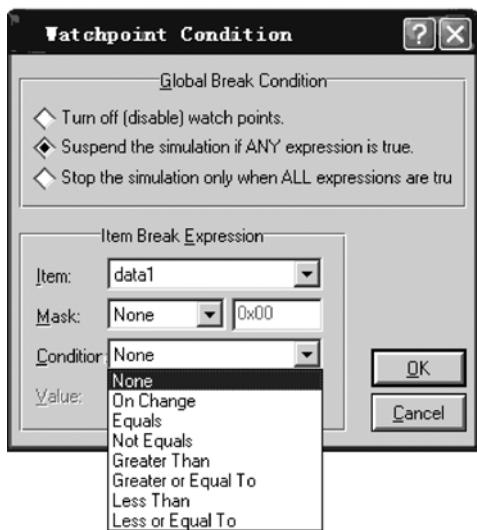 Watchpoint Condition
Global Break Condition
Turn off (disable) watch points.
Suspend the simulation if ANY expression is true.
Stop the simulation only when ALL expressions are tru
Item Break Expression
Item: data1
Mask: None 0x00
Condition: None
None
On Change
Equals
Not Equals
Greater Than
Greater or Equal To
Less Than
Less or Equal To
Value:
OK
Cancel